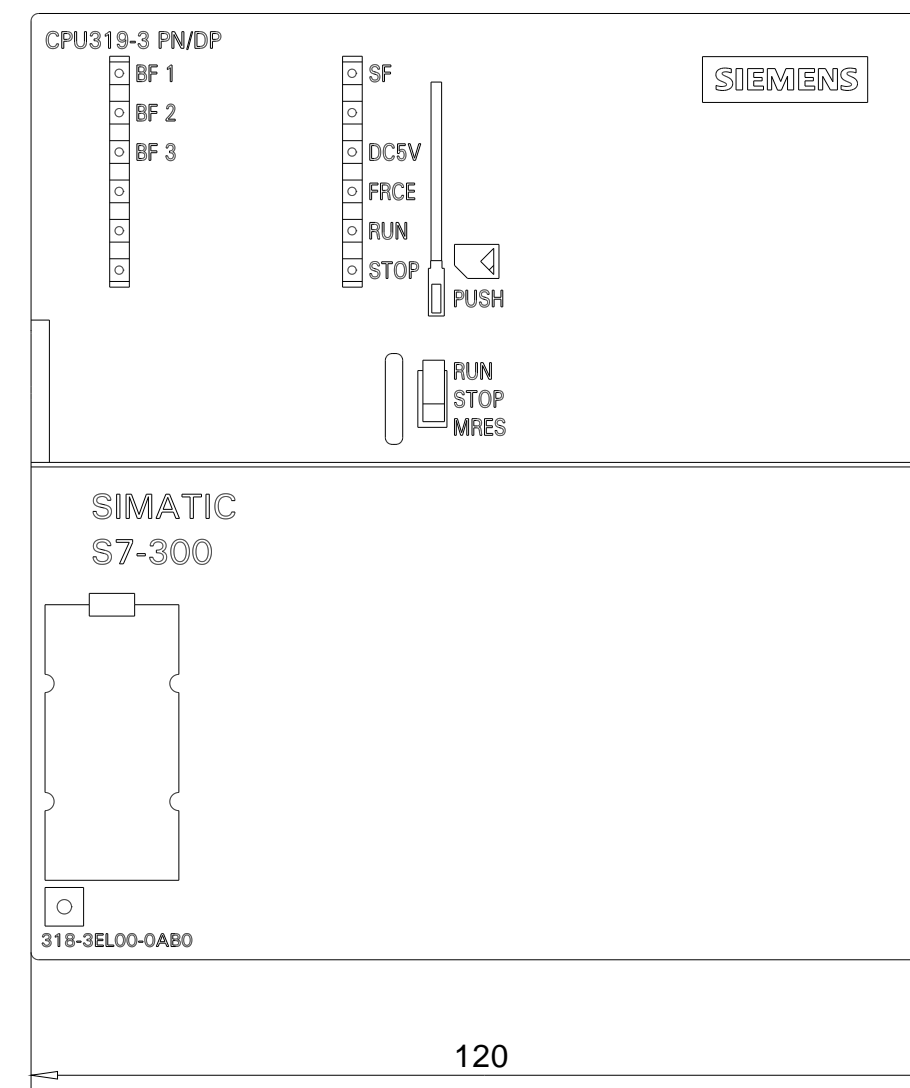 CPU319-3 PN/DP
BF 1
BF 2
BF 3
SF
DC5V
FRCE
RUN
STOP
PUSH
SIEMENS
RUN
STOP
MRES
SIMATIC
S7-300
318-3EL00-0AB0
120